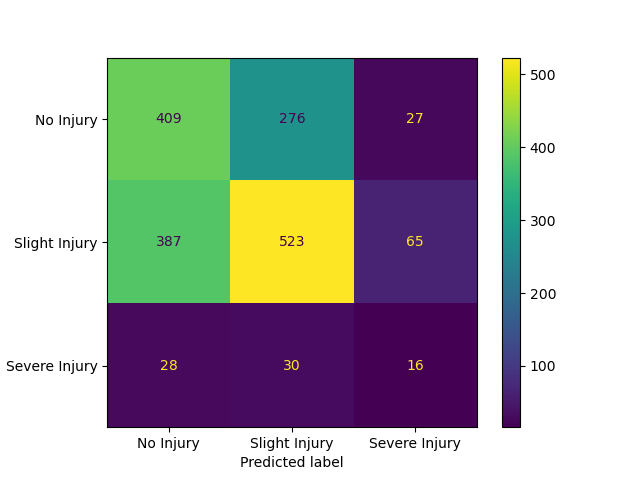 No Injury 409 276 27
Slight Injury 387 523 65
Severe Injury 28 30 16
No Injury Slight Injury Severe Injury
Predicted label
500
400
300
200
100